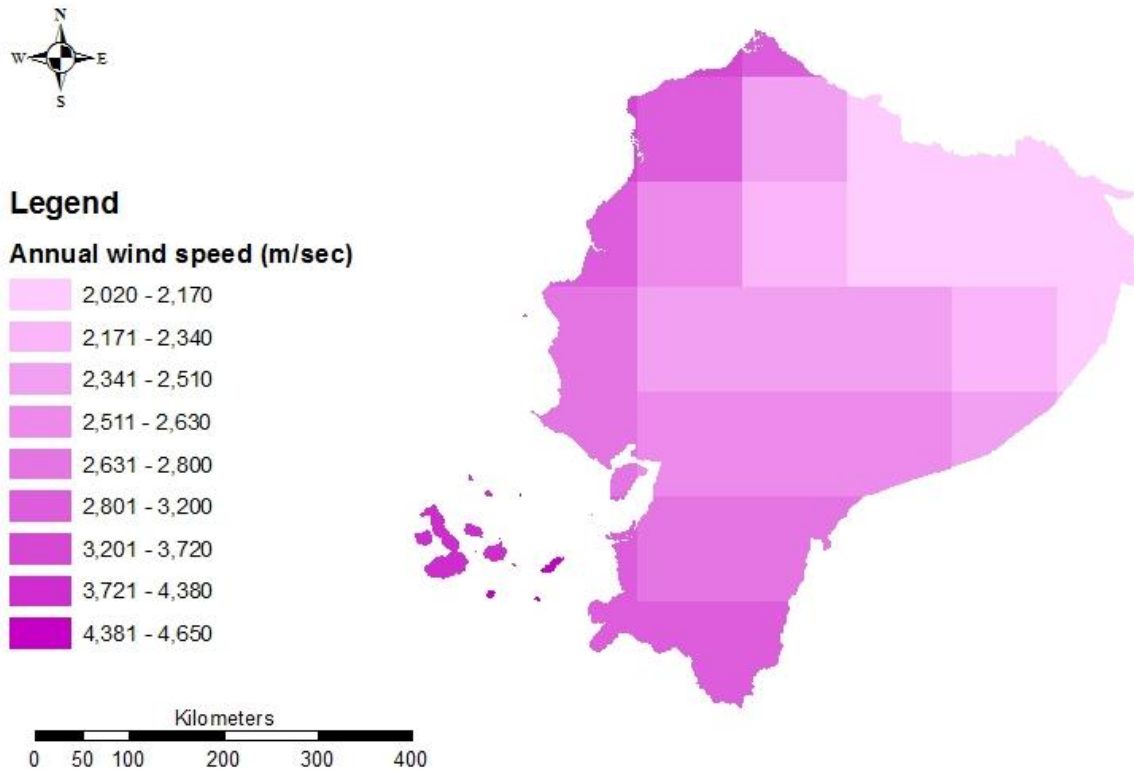 N
W E
S
Legend
Annual wind speed (m/sec)
2,020 - 2,170
2,171 - 2,340
2,341 - 2,510
2,511 - 2,630
2,631 - 2,800
2,801 - 3,200
3,201 - 3,720
3,721 - 4,380
4,381 - 4,650
Kilometers
0 50 100 200 300 400